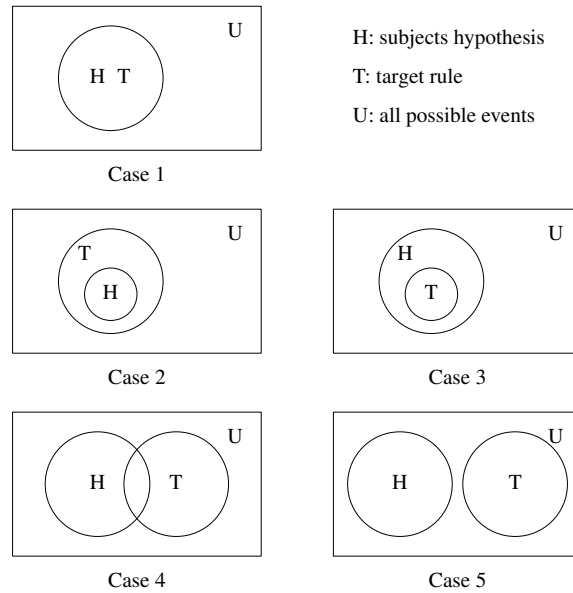 U
H T
Case 1
H: subjects hypothesis
T: target rule
U: all possible events
U
T
H
Case 2
U
H
T
Case 3
U
H T
Case 4
U
H T
Case 5